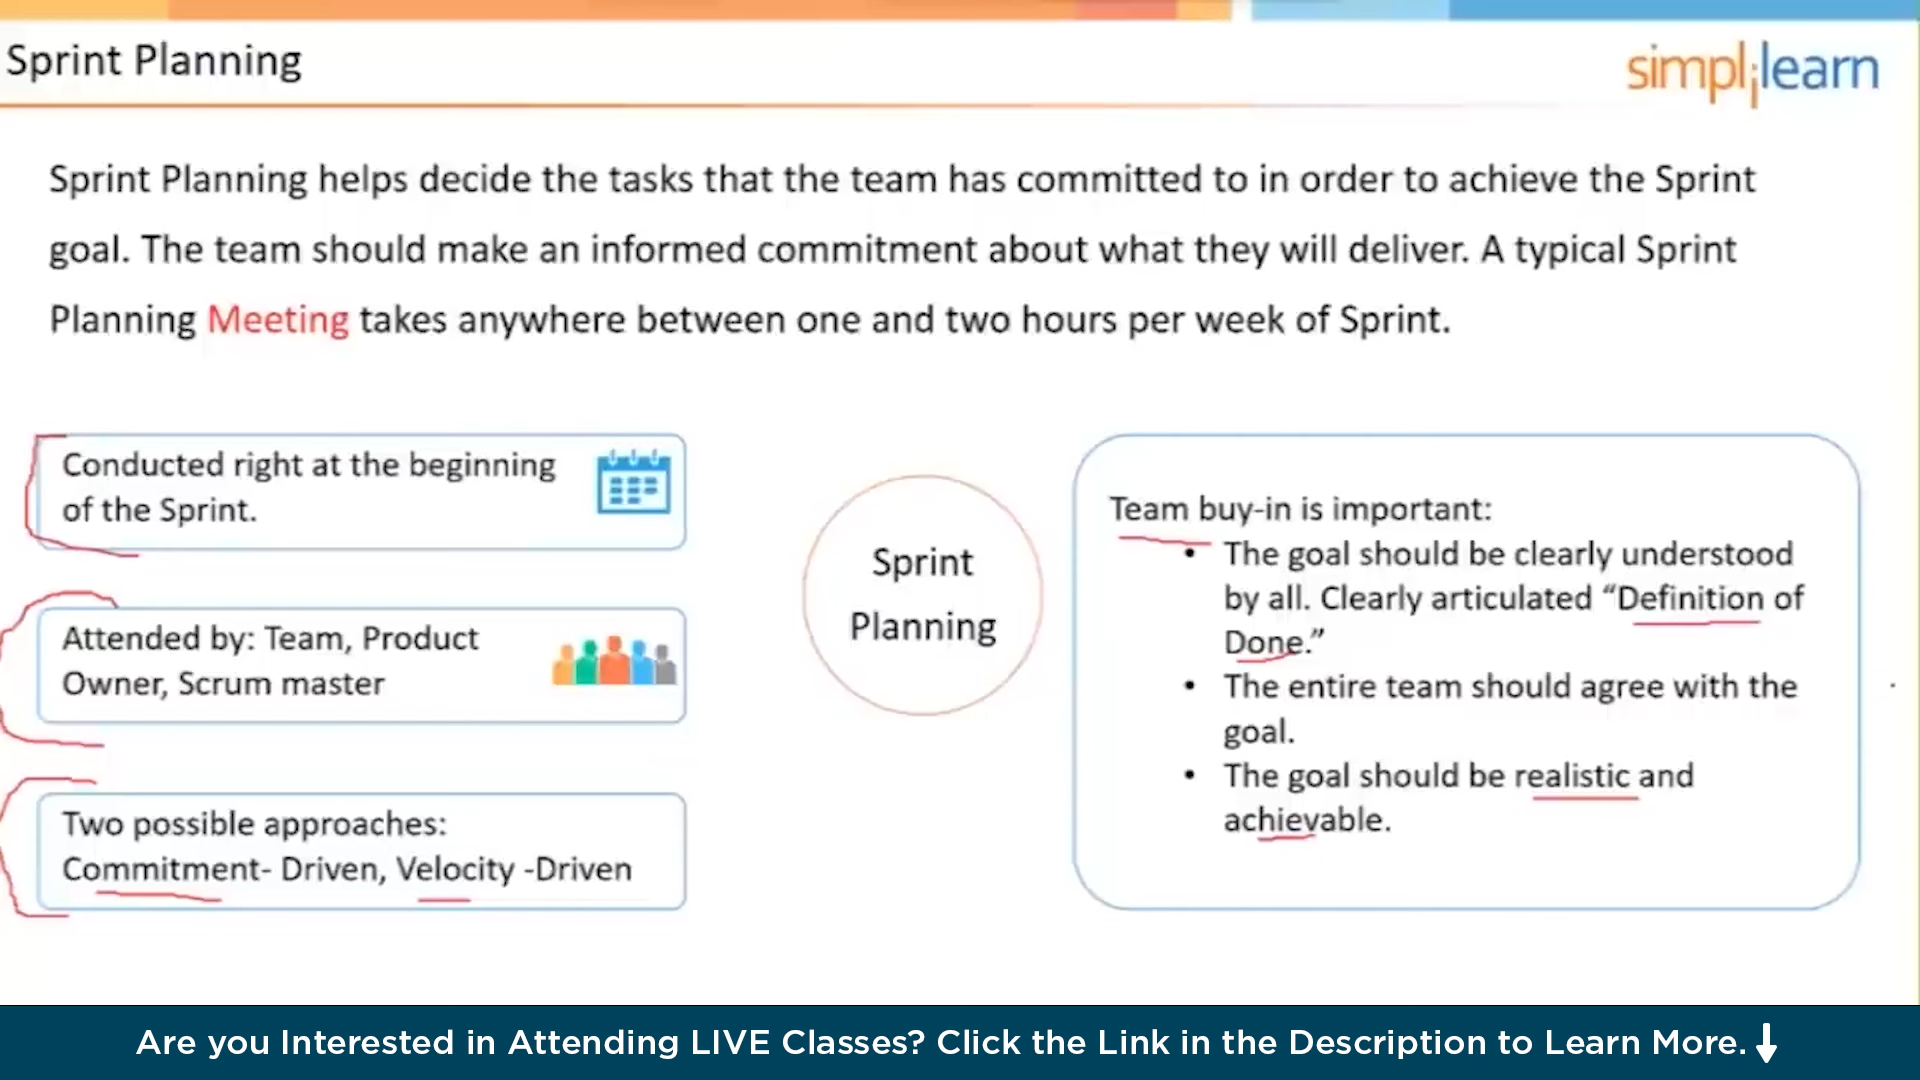 Sprint Planning
simplilearn
Sprint Planning helps decide the tasks that the team has committed to in order to achieve the Sprint
goal. The team should make an informed commitment about what they will deliver. A typical Sprint
Planning Meeting takes anywhere between one and two hours per week of Sprint.
Conducted right at the beginning
of the Sprint.
Attended by: Team, Product
Owner, Scrum master
Two possible approaches:
Commitment- Driven, Velocity -Driven
Sprint
Planning
Team buy-in is important:
• The goal should be clearly understood
by all. Clearly articulated “Definition of
Done.”
• The entire team should agree with the
goal.
• The goal should be realistic and
achievable.
Are you Interested in Attending LIVE Classes? Click the Link in the Description to Learn More.